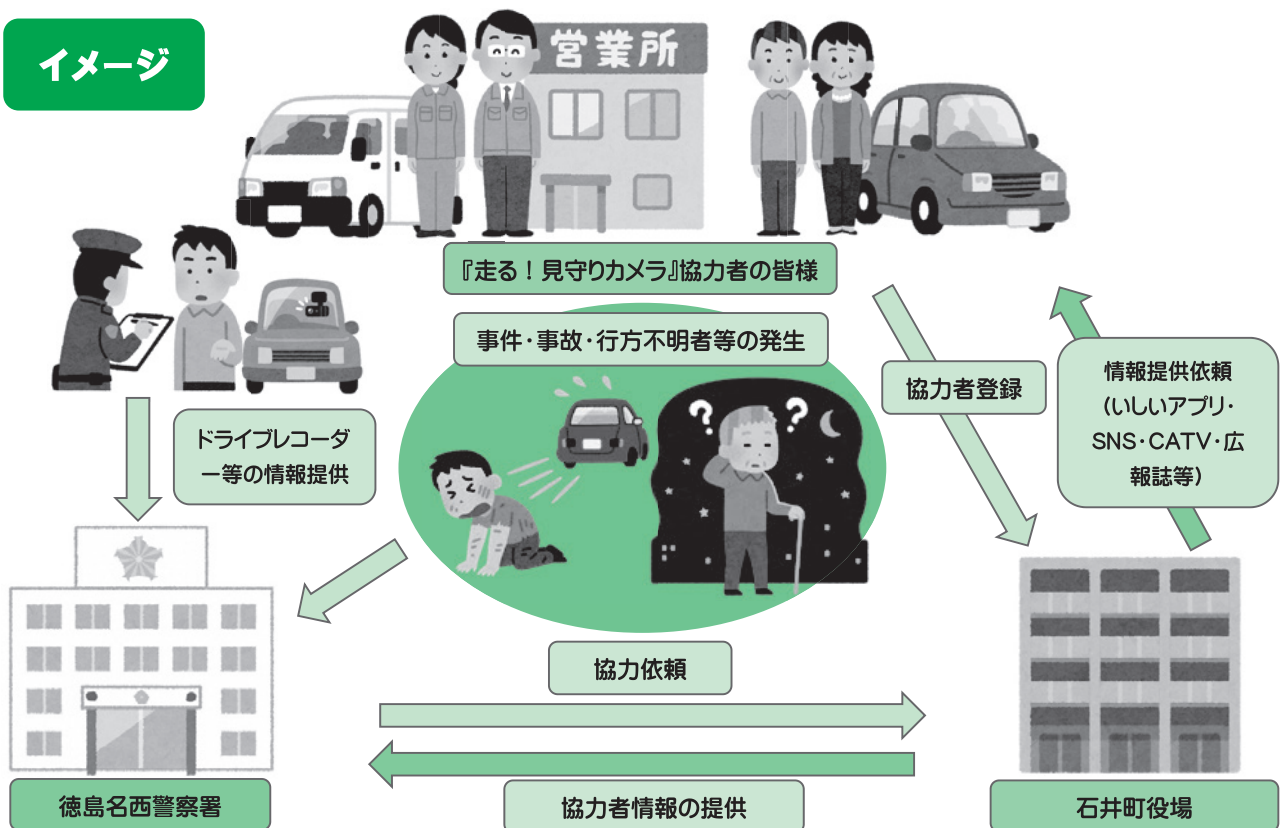 イメージ
営業所
『走る！見守りカメラ』協力者の皆様
事件・事故・行方不明者等の発生
協力者登録
情報提供依頼
(いしいアプリ・
SNS・CATV・広
報誌等)
ドライブレコーダ
ー等の情報提供
?
?
協力依頼
徳島名西警察署
協力者情報の提供
石井町役場